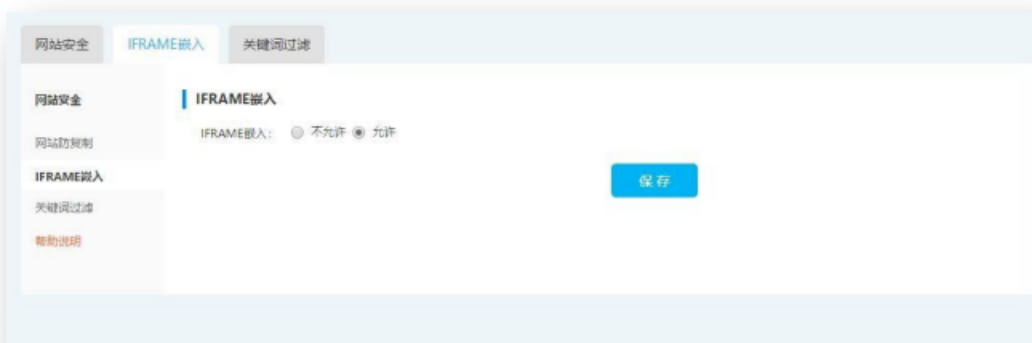 网站安全 IFRAME嵌入 关键词过滤
网站安全
网站防复制
IFRAME嵌入
关键词过滤
帮助说明
IFRAME嵌入
IFRAME嵌入： 不允许 允许
保存